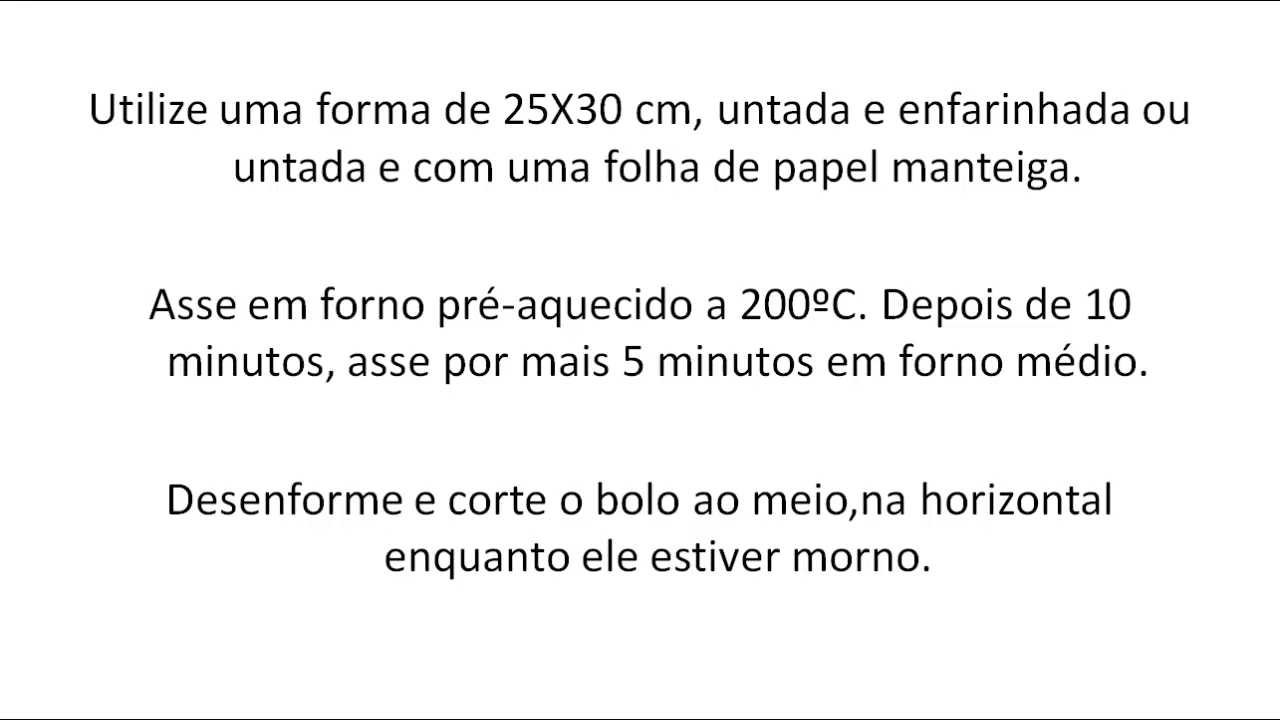 Utilize uma forma de 25X30 cm, untada e enfarinhada ou
untada e com uma folha de papel manteiga.
Asse em forno pré-aquecido a 200ºC. Depois de 10
minutos, asse por mais 5 minutos em forno médio.
Desenforme e corte o bolo ao meio,na horizontal
enquanto ele estiver morno.